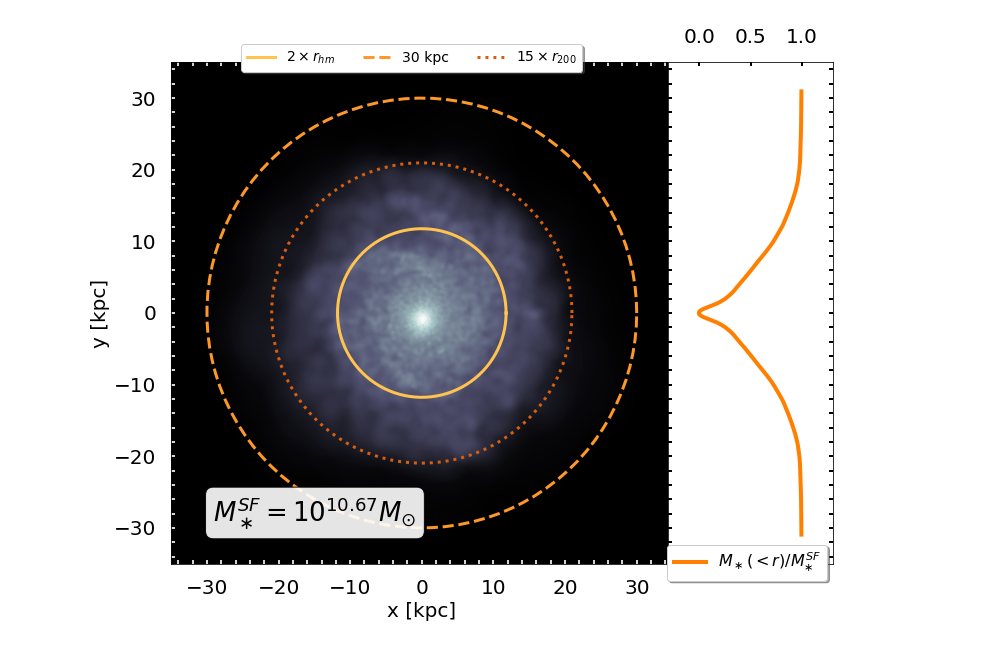 0.0 0.5 1.0
2 × r_hm 30 kpc 15 × r_200
30
20
10
0
−10
−20
−30
y [kpc]
M_*^{SF} = 10^{10.67} M_⊙
M_*(<r)/M_*^{SF}
−30 −20 −10 0 10 20 30
x [kpc]